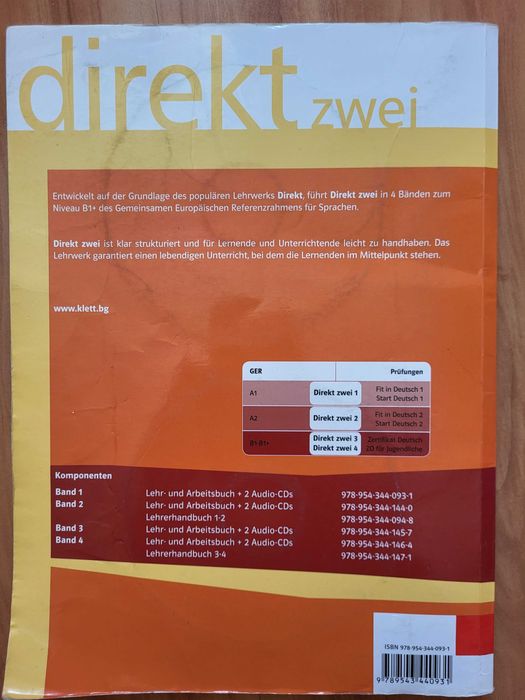 direkt zwei
Entwickelt auf der Grundlage des populären Lehrwerks Direkt, führt Direkt zwei in 4 Bänden zum
Niveau B1+ des Gemeinsamen Europäischen Referenzrahmens für Sprachen.
Direkt zwei ist klar strukturiert und für Lernende und Unterrichtende leicht zu handhaben. Das
Lehrwerk garantiert einen lebendigen Unterricht, bei dem die Lernenden im Mittelpunkt stehen.
www.klett.bg
GER Prüfungen
A1 Direkt zwei 1 Fit in Deutsch 1
Start Deutsch 1
A2 Direkt zwei 2 Fit in Deutsch 2
Start Deutsch 2
B1-B1+ Direkt zwei 3 Zertifikat Deutsch
Direkt zwei 4 ZD für Jugendliche
Komponenten
Band 1 Lehr- und Arbeitsbuch + 2 Audio-CDs 978-954-344-093-1
Band 2 Lehr- und Arbeitsbuch + 2 Audio-CDs 978-954-344-144-0
Lehrerhandbuch 1-2 978-954-344-094-8
Band 3 Lehr- und Arbeitsbuch + 2 Audio-CDs 978-954-344-145-7
Band 4 Lehr- und Arbeitsbuch + 2 Audio-CDs 978-954-344-146-4
Lehrerhandbuch 3-4 978-954-344-147-1
ISBN 978-954-344-093-1
9 789543 440931